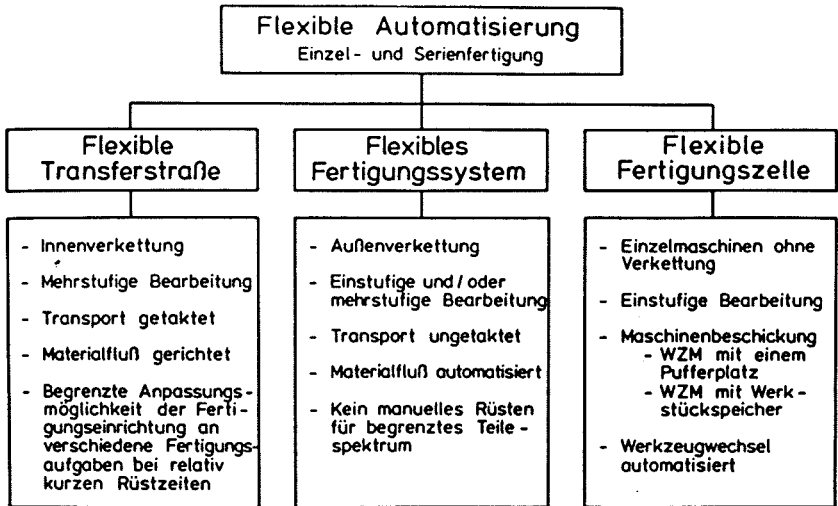 Flexible Automatisierung
Einzel- und Serienfertigung
Flexible
Transferstraße
- Innenverkettung
- Mehrstufige Bearbeitung
- Transport getaktet
- Materialfluß gerichtet
- Begrenzte Anpassungs-
möglichkeit der Ferti-
gungseinrichtung an
verschiedene Fertigungs-
aufgaben bei relativ
kurzen Rüstzeiten
Flexibles
Fertigungssystem
- Außenverkettung
- Einstufige und/oder
mehrstufige Bearbeitung
- Transport ungetaktet
- Materialfluß automatisiert
- Kein manuelles Rüsten
für begrenztes Teile-
spektrum
Flexible
Fertigungszelle
- Einzelmaschinen ohne
Verkettung
- Einstufige Bearbeitung
- Maschinenbeschickung
- WZM mit einem
Pufferplatz
- WZM mit Werk-
stückspeicher
- Werkzeugwechsel
automatisiert